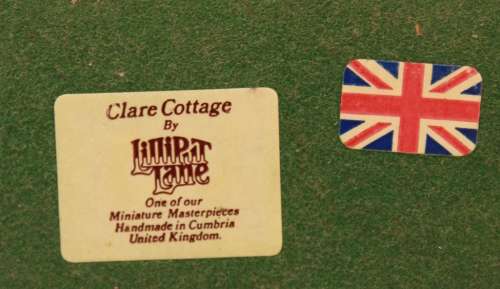 Clare Cottage
By
Lilliput
Lane
One of our
Miniature Masterpieces
Handmade in Cumbria
United Kingdom.